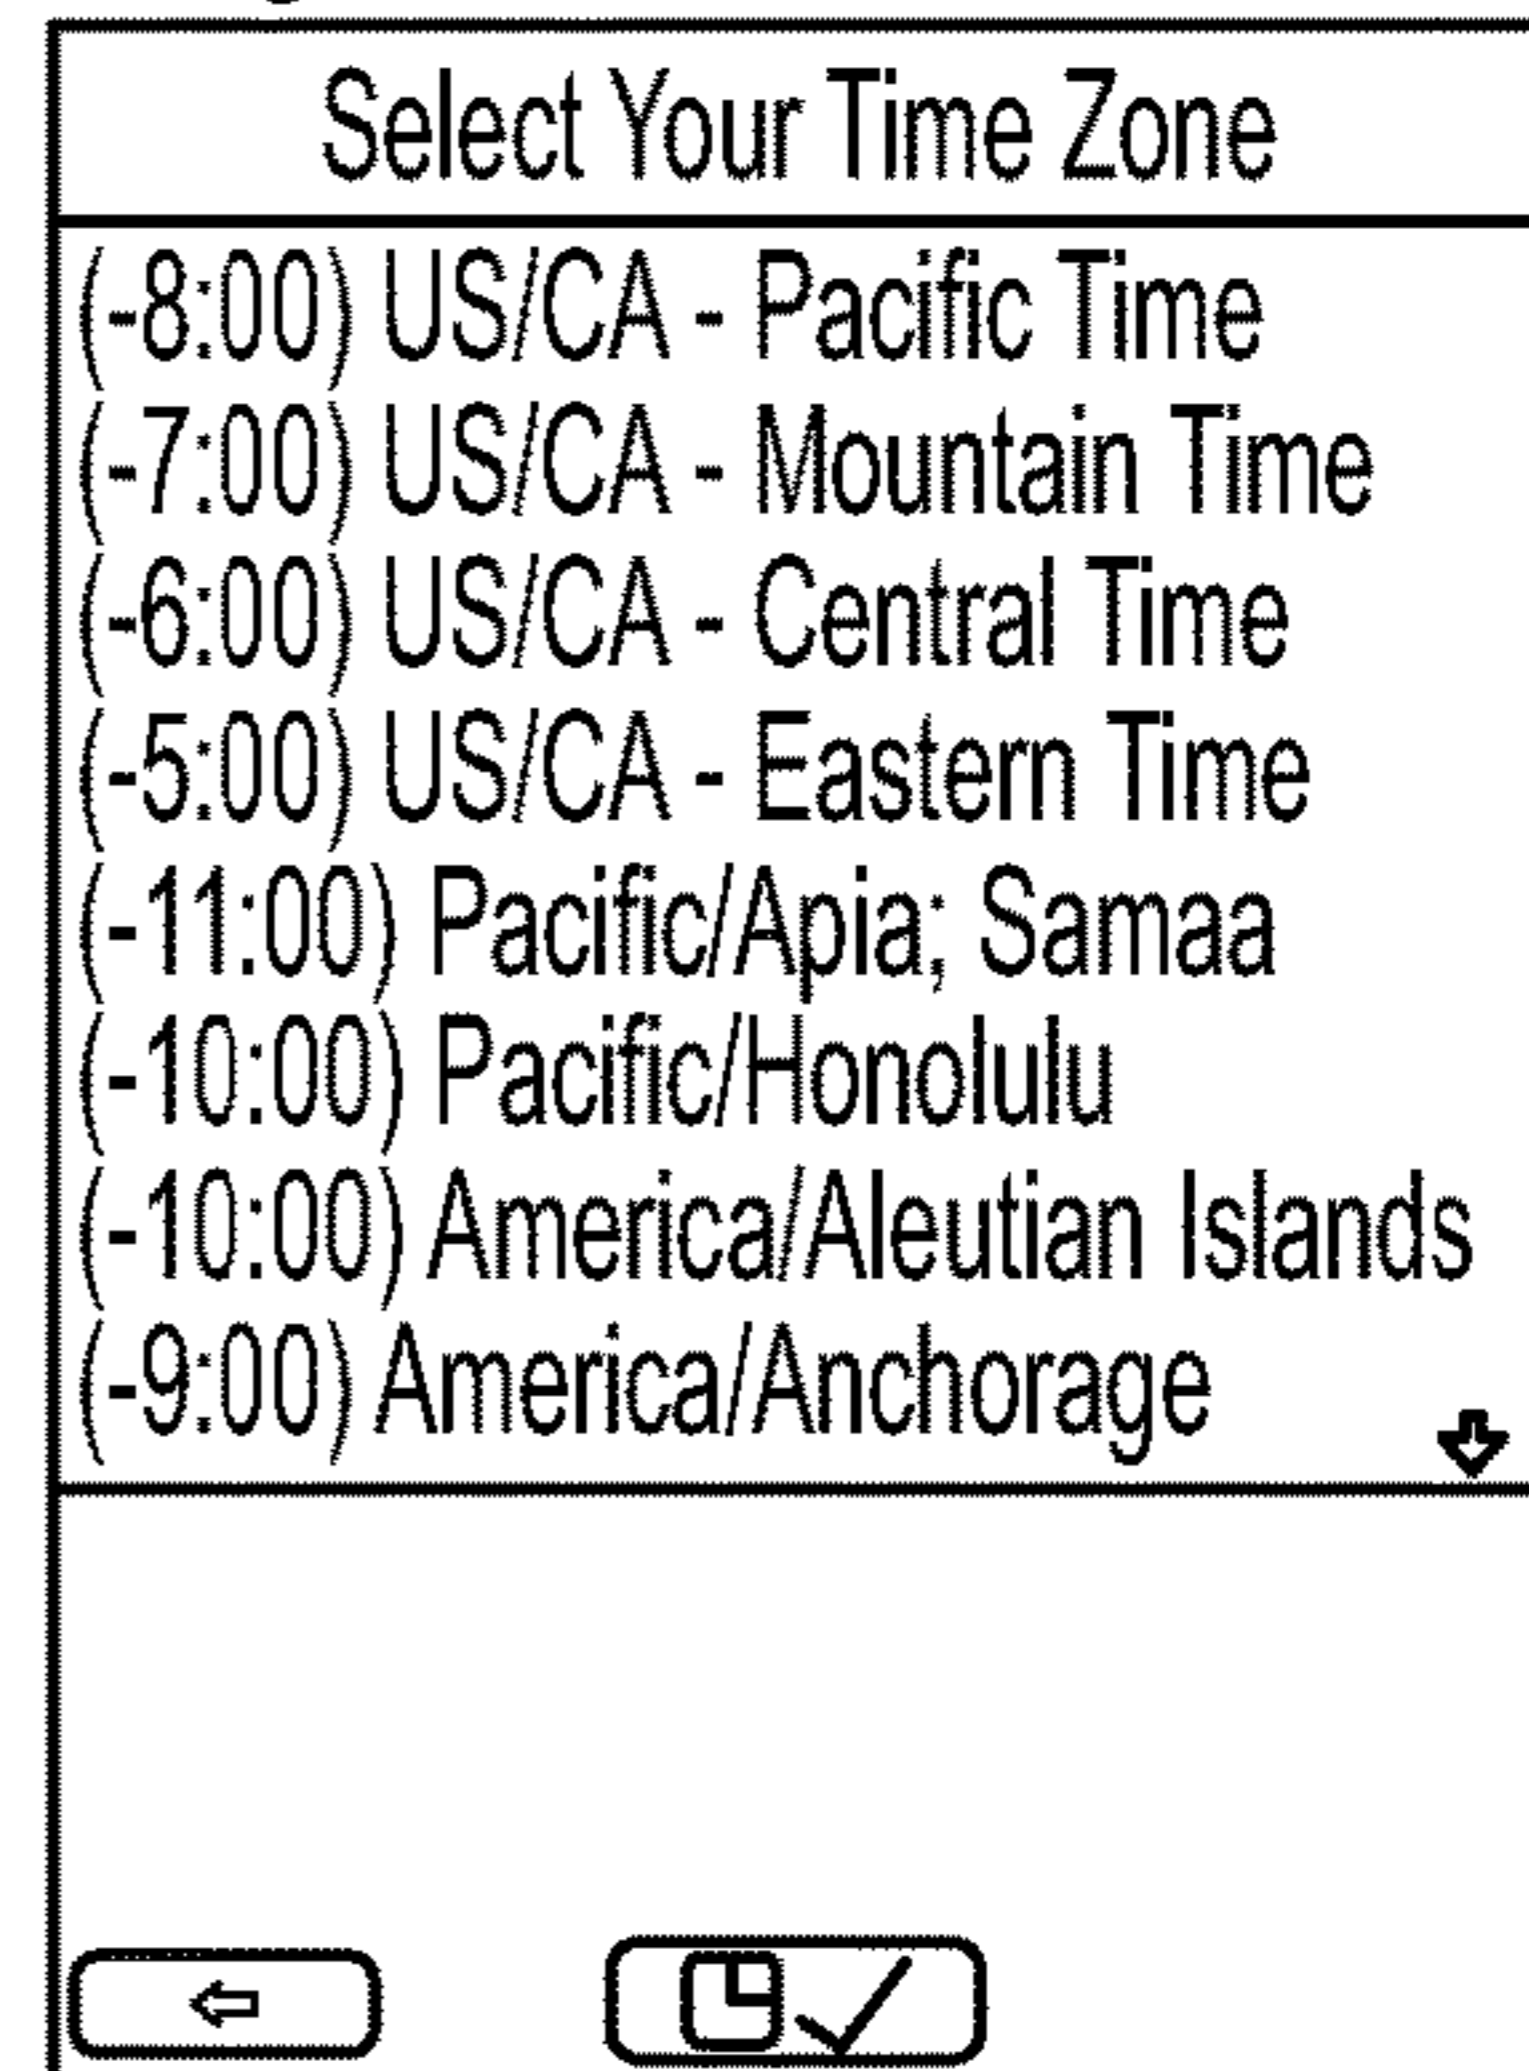 Select Your Time Zone
(-8:00) US/CA - Pacific Time
(-7:00) US/CA - Mountain Time
(-6:00) US/CA - Central Time
(-5:00) US/CA - Eastern Time
(-11:00) Pacific/Apia; Samaa
(-10:00) Pacific/Honolulu
(-10:00) America/Aleutian Islands
(-9:00) America/Anchorage